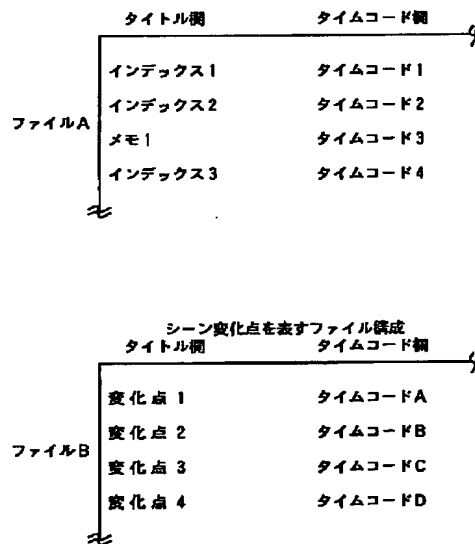 タイトル欄 タイムコード欄
インデックス1 タイムコード1
インデックス2 タイムコード2
ファイルA
メモ1 タイムコード3
インデックス3 タイムコード4
シーン変化点を表すファイル構成
タイトル欄 タイムコード欄
変化点 1 タイムコードA
変化点 2 タイムコードB
ファイルB
変化点 3 タイムコードC
変化点 4 タイムコードD